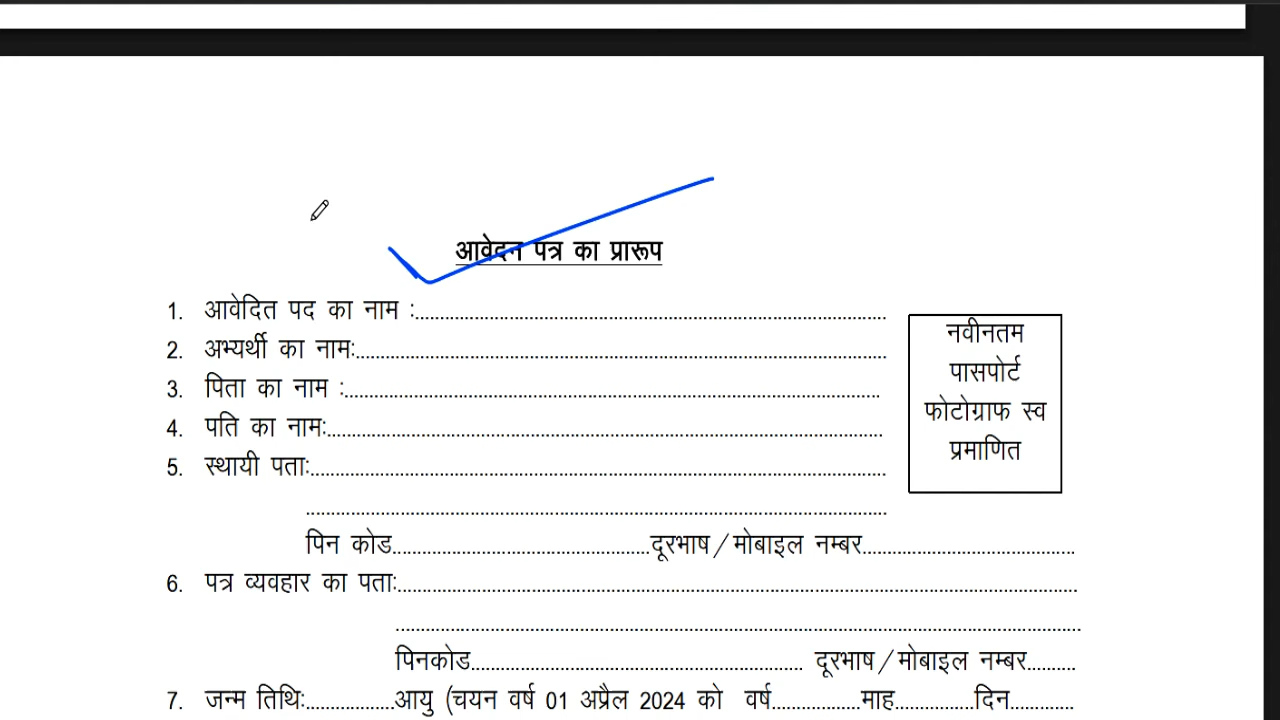 आवेदन पत्र का प्रारूप
1. आवेदित पद का नाम :.....................................................
2. अभ्यर्थी का नाम:.....................................................
3. पिता का नाम :.....................................................
4. पति का नाम:.....................................................
5. स्थायी पता:.....................................................
.....................................................
पिन कोड..............................दूरभाष/मोबाइल नम्बर..............................
6. पत्र व्यवहार का पता:.....................................................
.....................................................
पिनकोड.............................. दूरभाष/मोबाइल नम्बर..........
7. जन्म तिथि:.................आयु (चयन वर्ष 01 अप्रैल 2024 को वर्ष.................माह...............दिन.............
नवीनतम
पासपोर्ट
फोटोग्राफ स्व
प्रमाणित